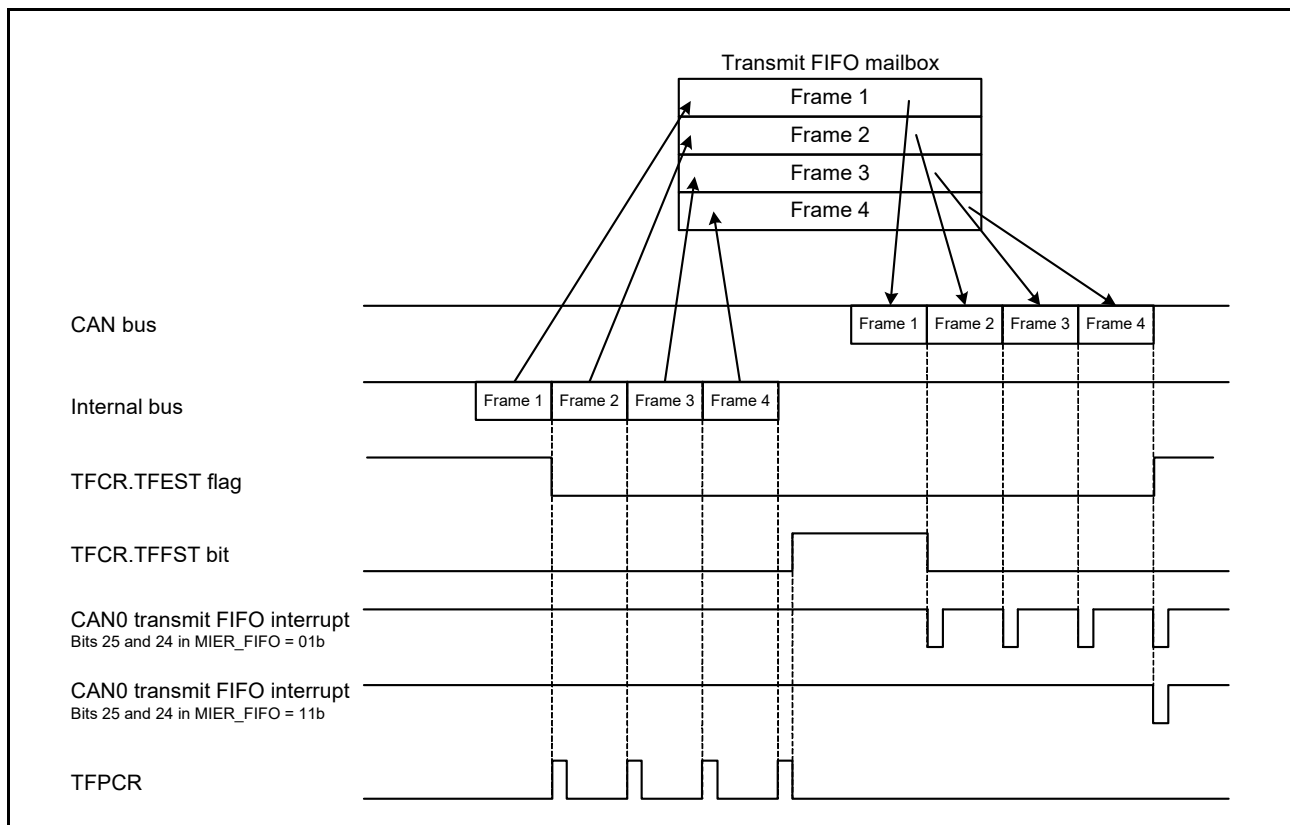 Transmit FIFO mailbox
Frame 1
Frame 2
Frame 3
Frame 4
CAN bus
Frame 1 Frame 2 Frame 3 Frame 4
Internal bus
Frame 1 Frame 2 Frame 3 Frame 4
TFCR.TFEST flag
TFCR.TFFST bit
CAN0 transmit FIFO interrupt
Bits 25 and 24 in MIER_FIFO = 01b
CAN0 transmit FIFO interrupt
Bits 25 and 24 in MIER_FIFO = 11b
TFPCR